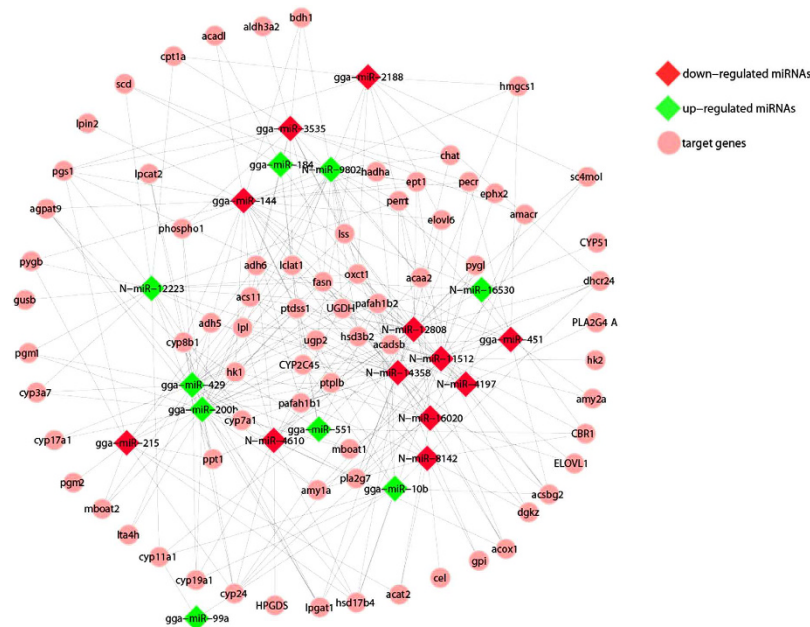 bdh1
aldh3a2
acadl
cpt1a
gga-miR-2188
down-regulated miRNAs
scd
hmgcs1
up-regulated miRNAs
lpin2
gga-miR-3535
target genes
chat
gga-miR-184
N-miR-9802
hadha
pgs1
lpcat2
ept1
pecr
ephx2
sc4mol
agpat9
gga-miR-144
pemt
elovl6
amacr
phospho1
lss
CYP51
pygb
adh6
lclat1
oxct1
acaa2
pygl
dhcr24
gusb
N-miR-12223
acs11
fasn
N-miR-16530
ptdss1
UGDH
pafah1b2
PLA2G4 A
pgm1
adh5
lpl
N-miR-12808
cyp8b1
ugp2
hsd3b2
acadsb
gga-miR-451
N-miR-11512
hk2
cyp3a7
gga-miR-429
hk1
CYP2C45
N-miR-14358
ptplb
N-miR-4197
amy2a
gga-miR-200b
cyp7a1
pafah1b1
cyp17a1
gga-miR-215
N-miR-4610
gga-miR-551
N-miR-16020
CBR1
mboat1
ppt1
N-miR-8142
ELOVL1
pgm2
amy1a
pla2g7
gga-miR-10b
acsbg2
mboat2
dgkz
lta4h
cyp11a1
acox1
gpi
cyp19a1
cel
cyp24
HPGDS
lpgat1
hsd17b4
acat2
gga-miR-99a